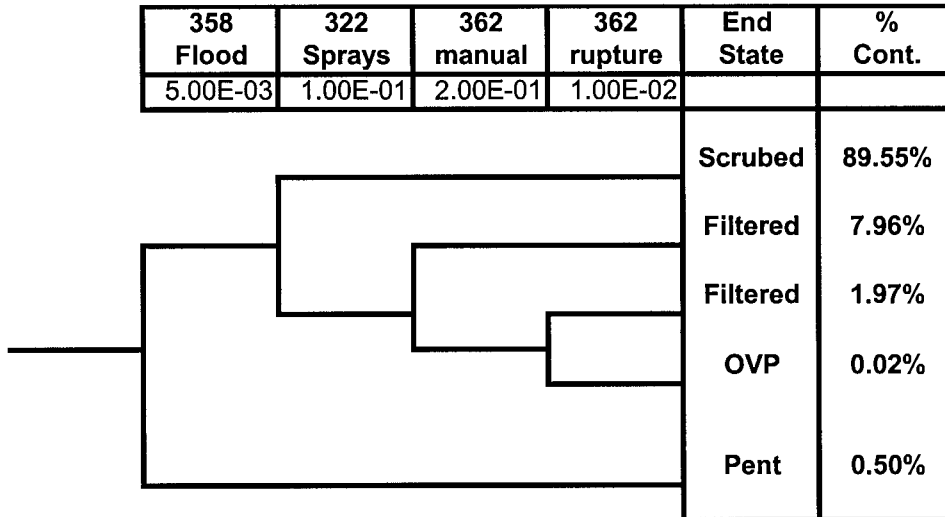 358 322 362 362 End %
Flood Sprays manual rupture State Cont.
5.00E-03 1.00E-01 2.00E-01 1.00E-02
Scrubed 89.55%
Filtered 7.96%
Filtered 1.97%
OVP 0.02%
Pent 0.50%